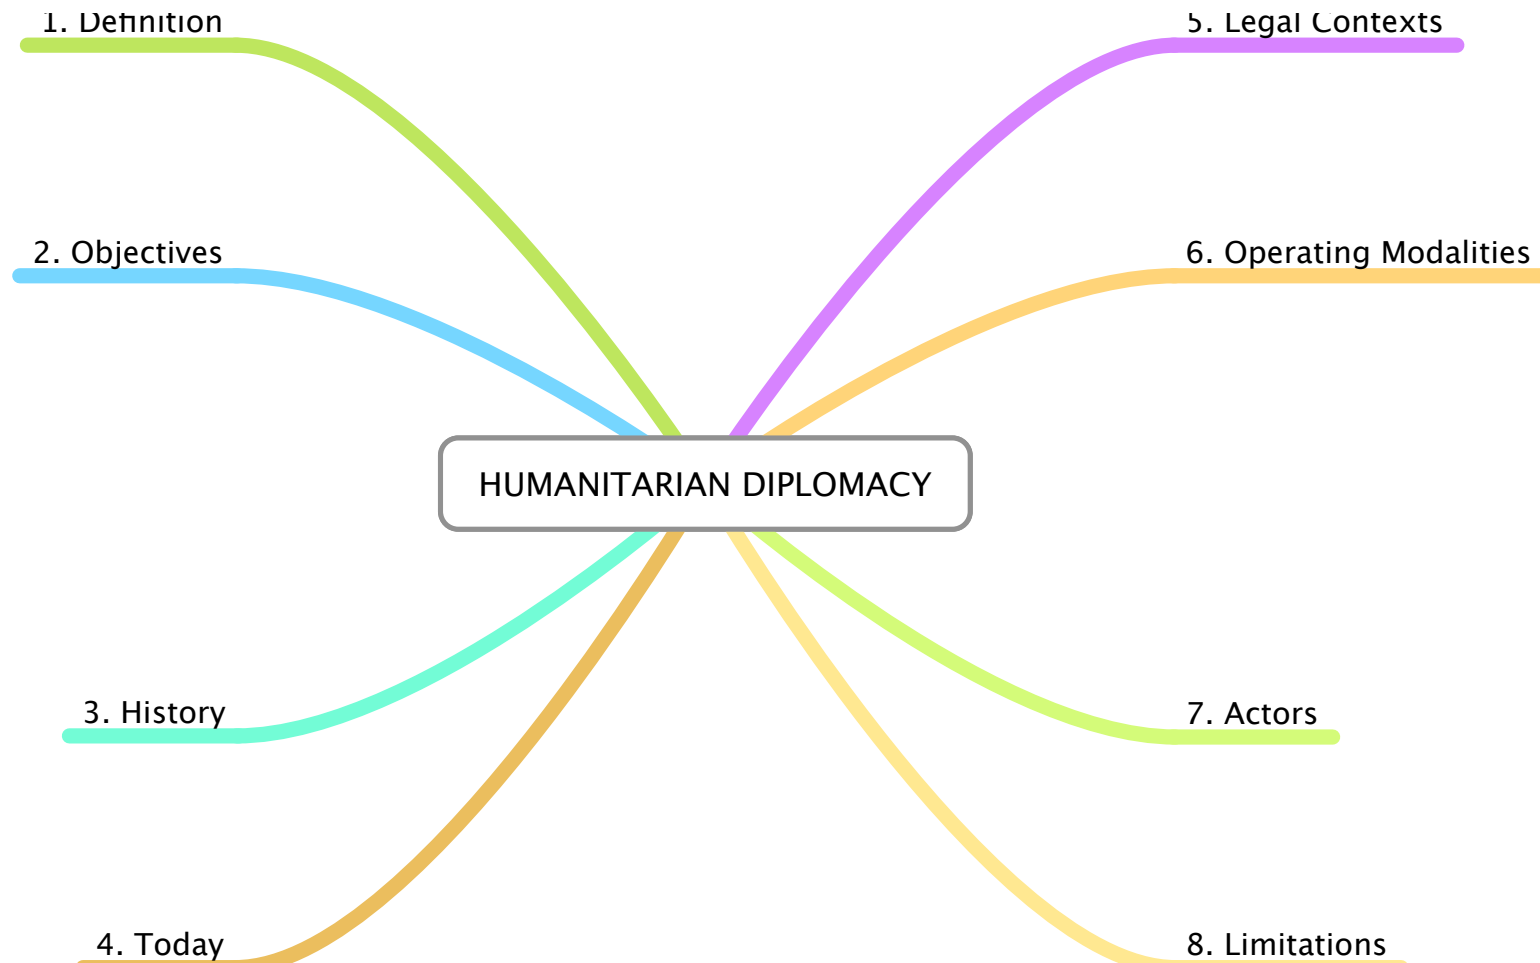 1. Definition
2. Objectives
3. History
4. Today
HUMANITARIAN DIPLOMACY
5. Legal Contexts
6. Operating Modalities
7. Actors
8. Limitations